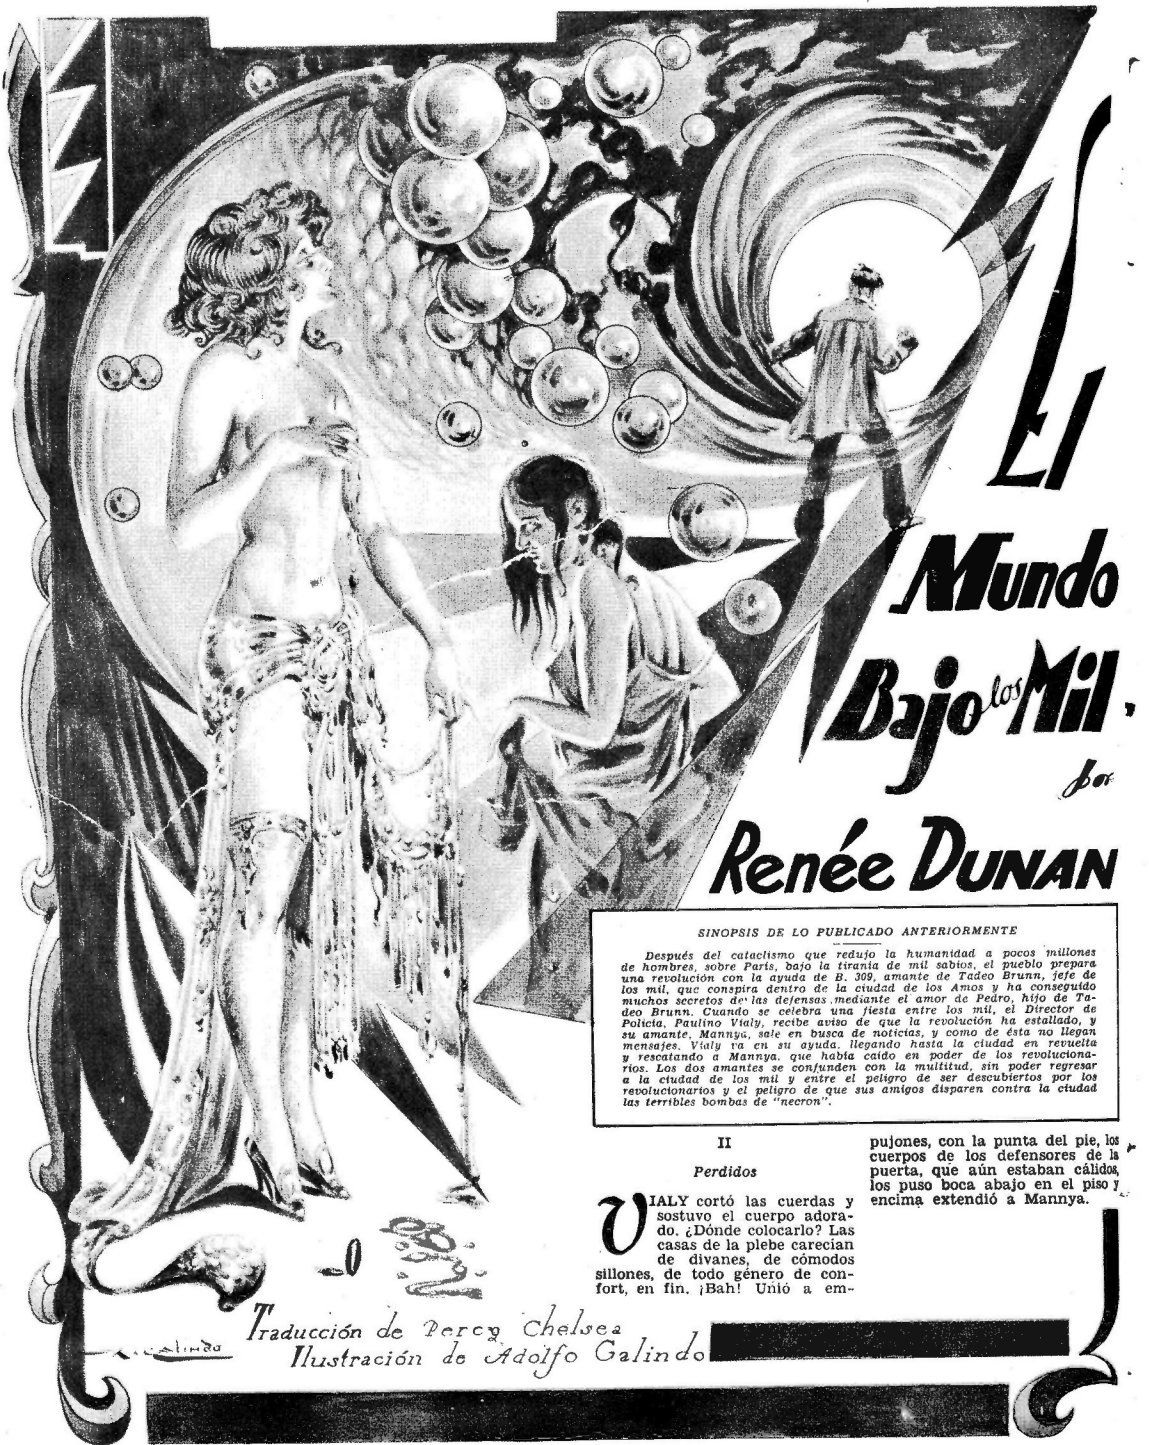 El
Mundo
Bajo los Mil
por
Renée DUNAN
SINOPSIS DE LO PUBLICADO ANTERIORMENTE
Después del cataclismo que redujo la humanidad a pocos millones
de hombres, sobre París, bajo la tiranía de mil sabios, el pueblo prepara
una revolución con la ayuda de B. 309, amante de Tadeo Brunn, jefe de
los mil, que conspira dentro de la ciudad de los Amos y ha conseguido
muchos secretos de las defensas mediante el amor de Pedro, hijo de Ta-
deo Brunn. Cuando se celebra una fiesta entre los mil, el Director de
Policía, Paulino Vialy, recibe aviso de que la revolución ha estallado, y
su amante, Mannya, sale en busca de noticias, y como de ésta no llegan
mensajes, Vialy va en su ayuda, llegando hasta la ciudad en revuelta
y rescatando a Mannya, que había caído en poder de los revoluciona-
rios. Los dos amantes se confunden con la multitud, sin poder regresar
a la ciudad de los mil y entre el peligro de ser descubiertos por los
revolucionarios y el peligro de que sus amigos disparen contra la ciudad
las terribles bombas de "necron".
II
Perdidos
VIALY cortó las cuerdas y
sostuvo el cuerpo adora-
do. ¿Dónde colocarlo? Las
casas de la plebe carecían
de divanes, de cómodos
sillones, de todo género de con-
fort, en fin. ¡Bah! Unió a em-
pujones, con la punta del pie, los
cuerpos de los defensores de la
puerta, que aún estaban cálidos,
los puso boca abajo en el piso y
encima extendió a Mannya.
Traducción de Percy Chelsea
Ilustración de Adolfo Galindo